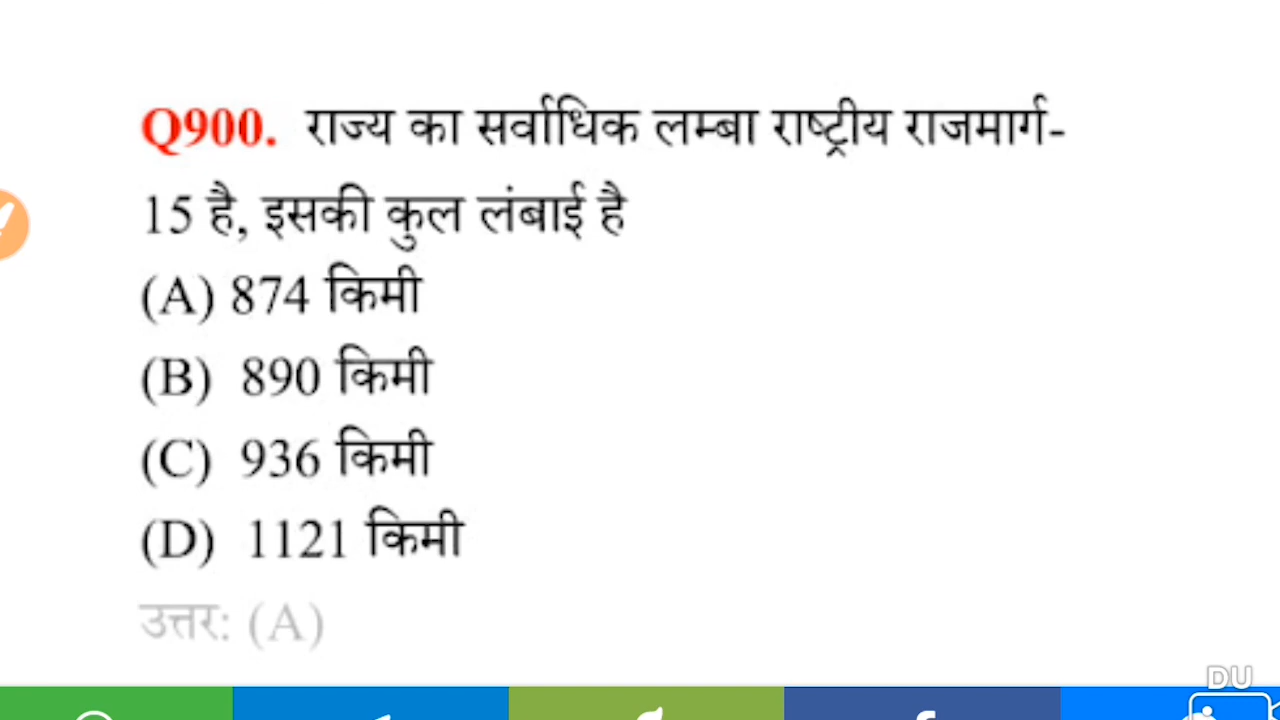 Q900. राज्य का सर्वाधिक लम्बा राष्ट्रीय राजमार्ग-
15 है, इसकी कुल लंबाई है
(A) 874 किमी
(B) 890 किमी
(C) 936 किमी
(D) 1121 किमी
उत्तर: (A)
DU